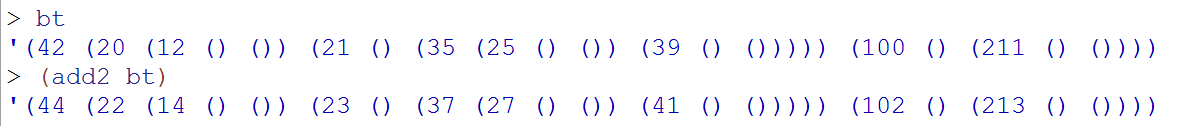 > bt
'(42 (20 (12 () ()) (21 () (35 (25 () ()) (39 () ())))) (100 () (211 () ())))
> (add2 bt)
'(44 (22 (14 () ()) (23 () (37 (27 () ()) (41 () ())))) (102 () (213 () ())))